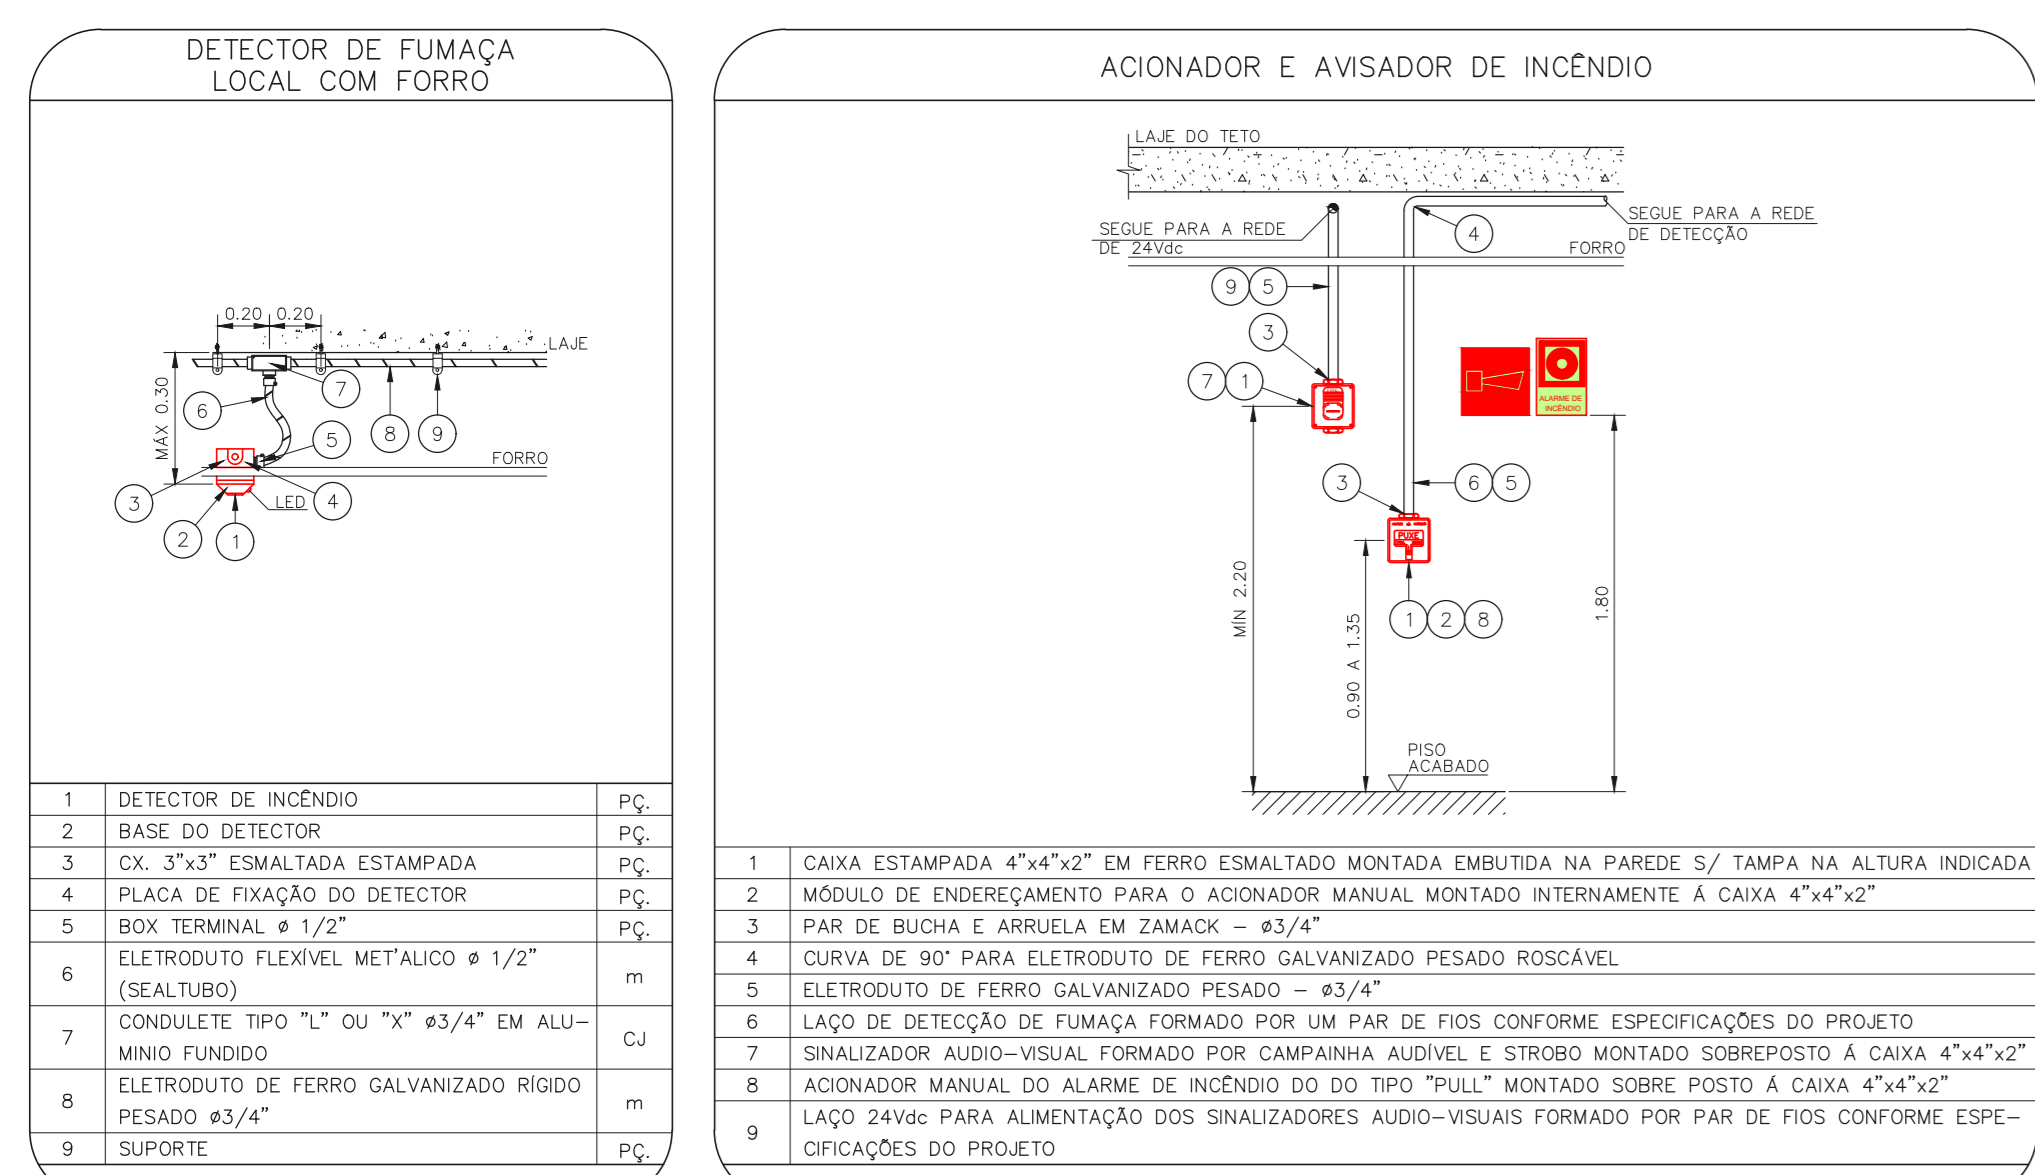 DETECTOR DE FUMAÇA
LOCAL COM FORRO
0.20
0.20
LAJE
MÁX 0.30
7
6
5
8
9
FORRO
3
4
LED
2
1
1 DETECTOR DE INCÊNDIO PÇ.
2 BASE DO DETECTOR PÇ.
3 CX. 3"x3" ESMALTADA ESTAMPADA PÇ.
4 PLACA DE FIXAÇÃO DO DETECTOR PÇ.
5 BOX TERMINAL ø 1/2" PÇ.
6 ELETRODUTO FLEXÍVEL MET'ALICO ø 1/2" m
(SEALTUBO)
7 CONDULETE TIPO "L" OU "X" ø3/4" EM ALU–
MINIO FUNDIDO CJ
8 ELETRODUTO DE FERRO GALVANIZADO RÍGIDO
PESADO ø3/4" m
9 SUPORTE PÇ.
ACIONADOR E AVISADOR DE INCÊNDIO
LAJE DO TETO
SEGUE PARA A REDE
DE 24Vdc
4
SEGUE PARA A REDE
DE DETECÇÃO
FORRO
9 5
3
7 1
ALARME DE
INCÊNDIO
3
6 5
PUXE
1 2 8
MÍN 2.20
0.90 A 1.35
1.80
PISO
ACABADO
1 CAIXA ESTAMPADA 4"x4"x2" EM FERRO ESMALTADO MONTADA EMBUTIDA NA PAREDE S/ TAMPA NA ALTURA INDICADA
2 MÓDULO DE ENDEREÇAMENTO PARA O ACIONADOR MANUAL MONTADO INTERNAMENTE Á CAIXA 4"x4"x2"
3 PAR DE BUCHA E ARRUELA EM ZAMACK – ø3/4"
4 CURVA DE 90° PARA ELETRODUTO DE FERRO GALVANIZADO PESADO ROSCÁVEL
5 ELETRODUTO DE FERRO GALVANIZADO PESADO – ø3/4"
6 LAÇO DE DETECÇÃO DE FUMAÇA FORMADO POR UM PAR DE FIOS CONFORME ESPECIFICAÇÕES DO PROJETO
7 SINALIZADOR AUDIO–VISUAL FORMADO POR CAMPAINHA AUDÍVEL E STROBO MONTADO SOBREPOSTO Á CAIXA 4"x4"x2"
8 ACIONADOR MANUAL DO ALARME DE INCÊNDIO DO DO TIPO "PULL" MONTADO SOBRE POSTO Á CAIXA 4"x4"x2"
9 LAÇO 24Vdc PARA ALIMENTAÇÃO DOS SINALIZADORES AUDIO–VISUAIS FORMADO POR PAR DE FIOS CONFORME ESPE–
CIFICAÇÕES DO PROJETO